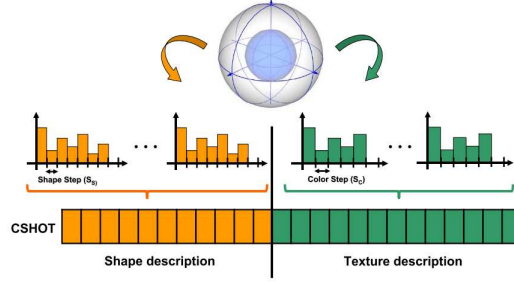 Shape Step (S_S)
Color Step (S_C)
CSHOT
Shape description
Texture description